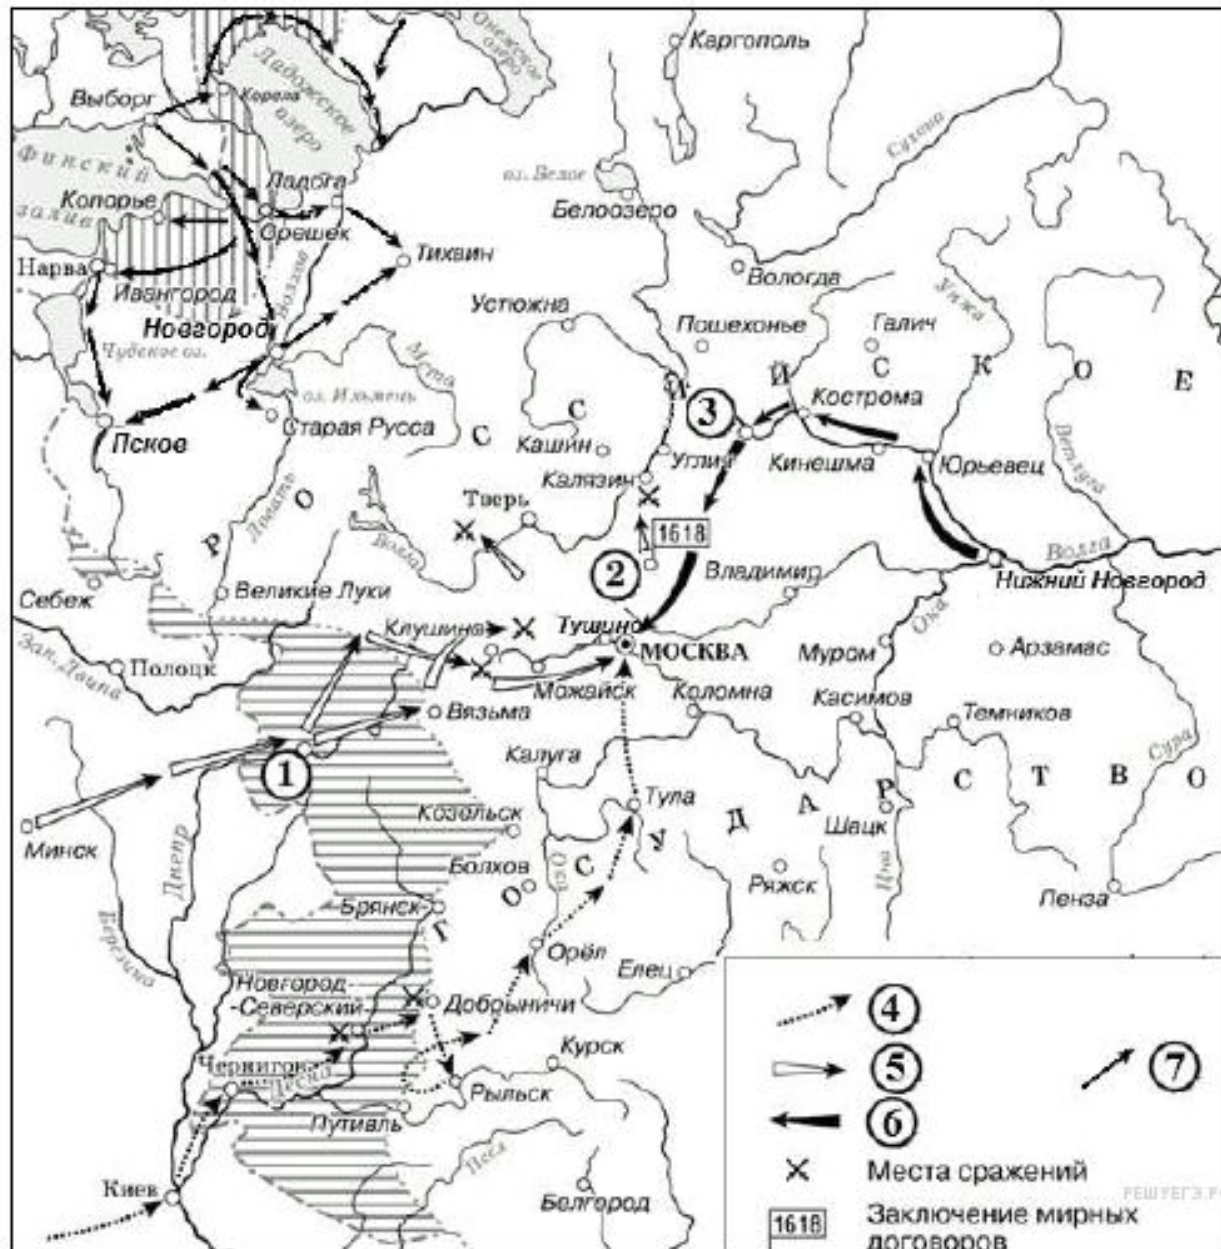 Каргополь
Онежское
озеро
Ладожское
озеро
Выборг
Корела
Финский
залив
Сухона
оз. Белое
Ладога
Копорье
Белоозеро
Орешек
Тихвин
Нарва
Вологда
Ивангород
Волхов
Унжа
Устюжна
Новгород
Пошехонье
Галич
Чудское оз.
Мста
оз. Ильмень
РОССИЙСКОЕ
3
Кострома
Псков
Старая Русса
Кашин
Углич
Кинешма
Юрьевец
Ветлуга
Калязин
Ловать
Тверь
1618
Волга
Волга
2
Владимир
Нижний Новгород
Себеж
Великие Луки
Ока
Клушино
Тушино
МОСКВА
Муром
Арзамас
Зап. Двина
Полоцк
Можайск
Коломна
Касимов
Вязьма
Темников
Сура
1
Калуга
ГОСУДАРСТВО
Тула
Козельск
Шацк
Минск
Днепр
Болхов
Ока
Ряжск
Цна
Пенза
Брянск
Березина
Орёл
Елец
Новгород-
-Северский
Добрыничи
Курск
Чернигов
Десна
Рыльск
Путивль
Псел
Киев
Белгород
4
5
7
6
Места сражений
1618
Заключение мирных
договоров